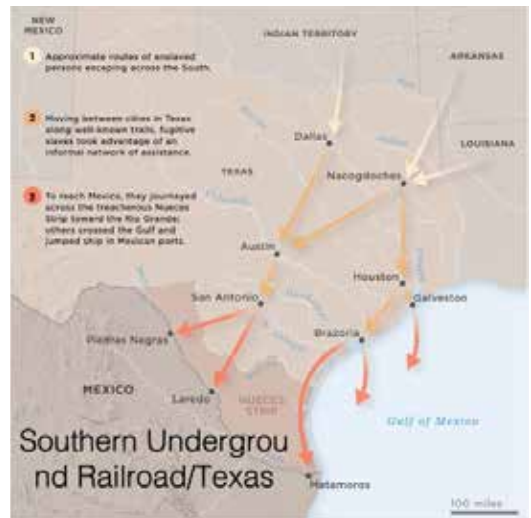 NEW
MEXICO
INDIAN TERRITORY
ARKANSAS
1 Approximate routes of enslaved
persons escaping across the South.
2 Moving between cities in Texas
along well-known trails, fugitive
slaves took advantage of an
informal network of assistance.
Dallas
LOUISIANA
TEXAS
Nacogdoches
3 To reach Mexico, they journeyed
across the treacherous Nueces
Strip toward the Rio Grande;
others crossed the Gulf and
jumped ship in Mexican ports.
Austin
Houston
San Antonio
Galveston
Brazoria
Piedras Negras
MEXICO
Laredo
NUECES
STRIP
Gulf of Mexico
Southern Undergrou
nd Railroad/Texas
Matamoros
100 miles